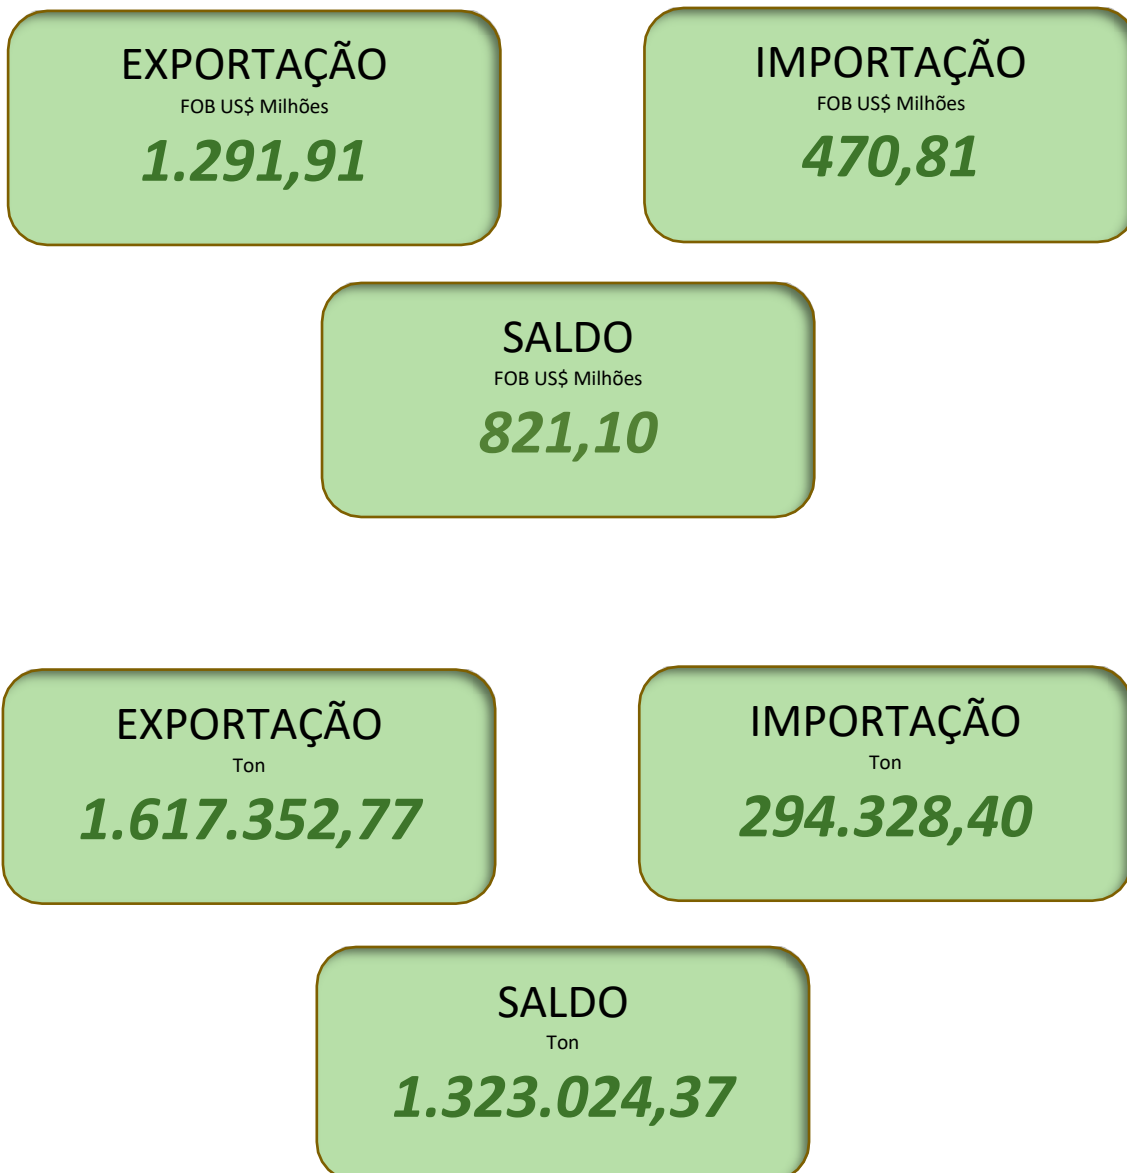 EXPORTAÇÃO
FOB US$ Milhões
1.291,91
IMPORTAÇÃO
FOB US$ Milhões
470,81
SALDO
FOB US$ Milhões
821,10
EXPORTAÇÃO
Ton
1.617.352,77
IMPORTAÇÃO
Ton
294.328,40
SALDO
Ton
1.323.024,37